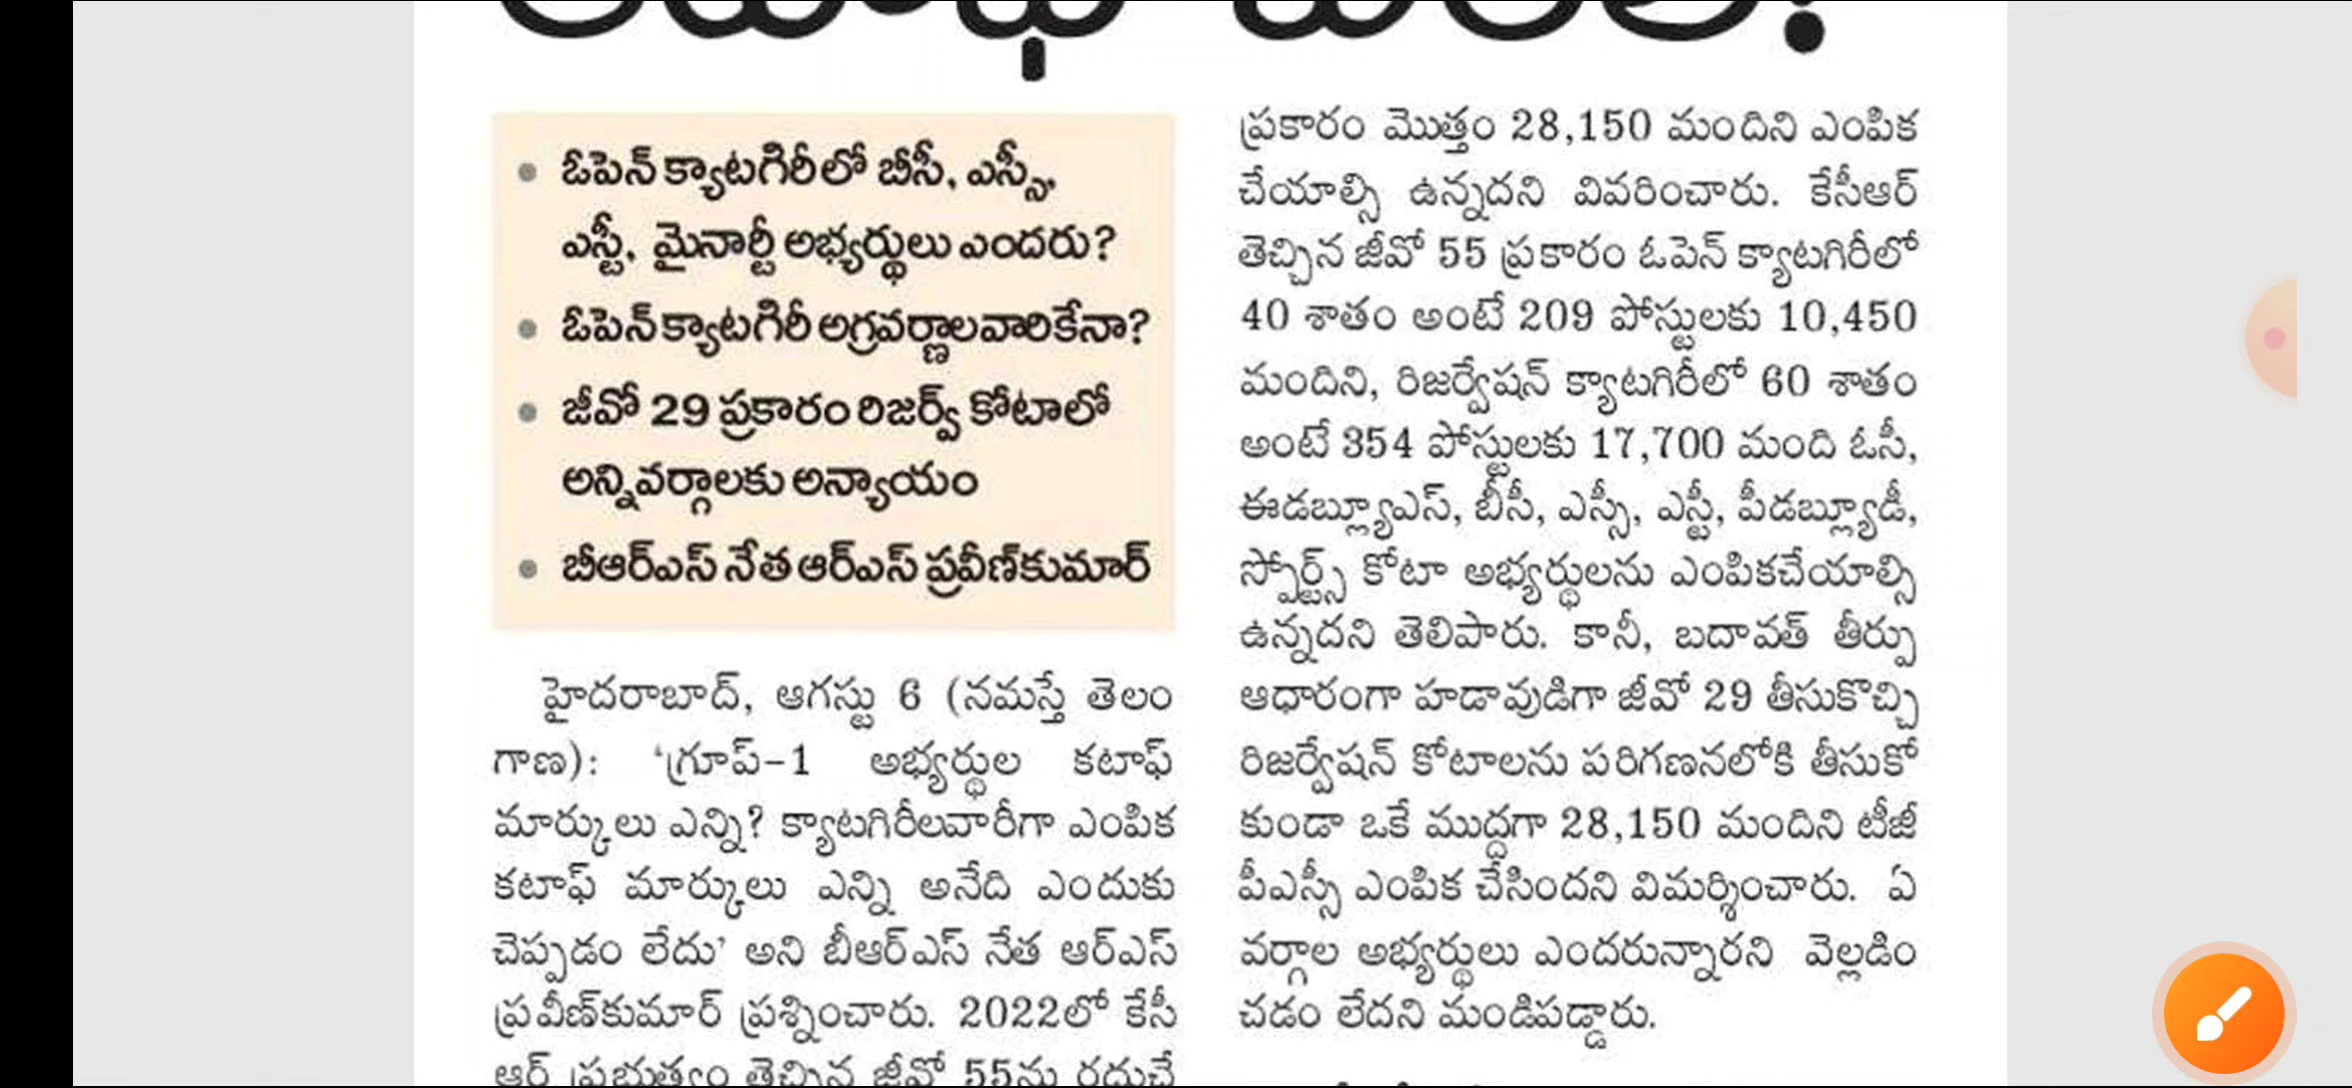 ఓపెన్ క్యాటగిరీలో బీసీ, ఎస్సీ,
ఎస్టీ, మైనార్టీ అభ్యర్థులు ఎందరు?
ఓపెన్ క్యాటగిరీ అగ్రవర్ణాలవారికేనా?
జీవో 29 ప్రకారం రిజర్వ్ కోటాలో
అన్నివర్గాలకు అన్యాయం
బీఆర్ఎస్ నేత ఆర్ఎస్ ప్రవీణ్‌కుమార్
హైదరాబాద్, ఆగస్టు 6 (నమస్తే తెలం
గాణ): 'గ్రూప్-1 అభ్యర్థుల కటాఫ్
మార్కులు ఎన్ని? క్యాటగిరీలవారీగా ఎంపిక
కటాఫ్ మార్కులు ఎన్ని అనేది ఎందుకు
చెప్పడం లేదు' అని బీఆర్ఎస్ నేత ఆర్ఎస్
ప్రవీణ్‌కుమార్ ప్రశ్నించారు. 2022లో కేసీ
ఆర్ ప్రభుత్వం తెచ్చిన జీవో 55ను రద్దుచే
ప్రకారం మొత్తం 28,150 మందిని ఎంపిక
చేయాల్సి ఉన్నదని వివరించారు. కేసీఆర్
తెచ్చిన జీవో 55 ప్రకారం ఓపెన్ క్యాటగిరీలో
40 శాతం అంటే 209 పోస్టులకు 10,450
మందిని, రిజర్వేషన్ క్యాటగిరీలో 60 శాతం
అంటే 354 పోస్టులకు 17,700 మంది ఓసీ,
ఈడబ్ల్యూఎస్, బీసీ, ఎస్సీ, ఎస్టీ, పీడబ్ల్యూడీ,
స్పోర్ట్స్ కోటా అభ్యర్థులను ఎంపికచేయాల్సి
ఉన్నదని తెలిపారు. కానీ, బదావత్ తీర్పు
ఆధారంగా హడావుడిగా జీవో 29 తీసుకొచ్చి
రిజర్వేషన్ కోటాలను పరిగణనలోకి తీసుకో
కుండా ఒకే ముద్దగా 28,150 మందిని టీజీ
పీఎస్సీ ఎంపిక చేసిందని విమర్శించారు. ఏ
వర్గాల అభ్యర్థులు ఎందరున్నారని వెల్లడిం
చడం లేదని మండిపడ్డారు.